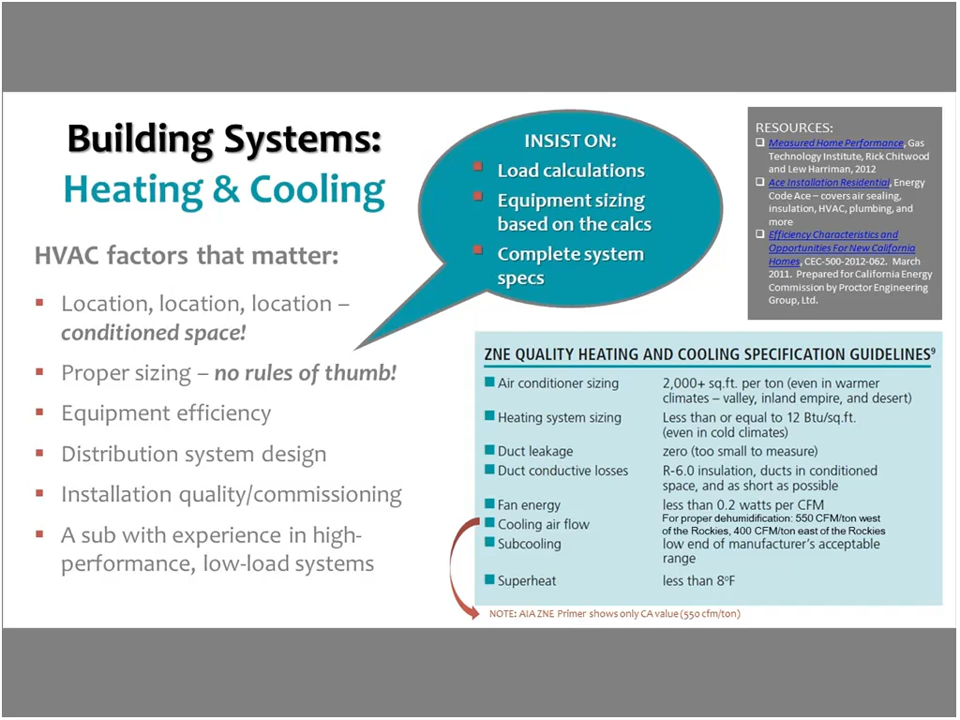 Building Systems:
Heating & Cooling
HVAC factors that matter:
▪ Location, location, location –
conditioned space!
▪ Proper sizing – no rules of thumb!
▪ Equipment efficiency
▪ Distribution system design
▪ Installation quality/commissioning
▪ A sub with experience in high-
performance, low-load systems
INSIST ON:
▪ Load calculations
▪ Equipment sizing
based on the calcs
▪ Complete system
specs
RESOURCES:
❑ Measured Home Performance, Gas
Technology Institute, Rick Chitwood
and Lew Harriman, 2012
❑ Ace Installation Residential, Energy
Code Ace – covers air sealing,
insulation, HVAC, plumbing, and
more
❑ Efficiency Characteristics and
Opportunities For New California
Homes, CEC-500-2012-062. March
2011. Prepared for California Energy
Commission by Proctor Engineering
Group, Ltd.
ZNE QUALITY HEATING AND COOLING SPECIFICATION GUIDELINES⁹
■ Air conditioner sizing 2,000+ sq.ft. per ton (even in warmer
climates – valley, inland empire, and desert)
■ Heating system sizing Less than or equal to 12 Btu/sq.ft.
(even in cold climates)
■ Duct leakage zero (too small to measure)
■ Duct conductive losses R-6.0 insulation, ducts in conditioned
space, and as short as possible
■ Fan energy less than 0.2 watts per CFM
■ Cooling air flow For proper dehumidification: 550 CFM/ton west
of the Rockies, 400 CFM/ton east of the Rockies
■ Subcooling low end of manufacturer's acceptable
range
■ Superheat less than 8°F
NOTE: AIA ZNE Primer shows only CA value (550 cfm/ton)